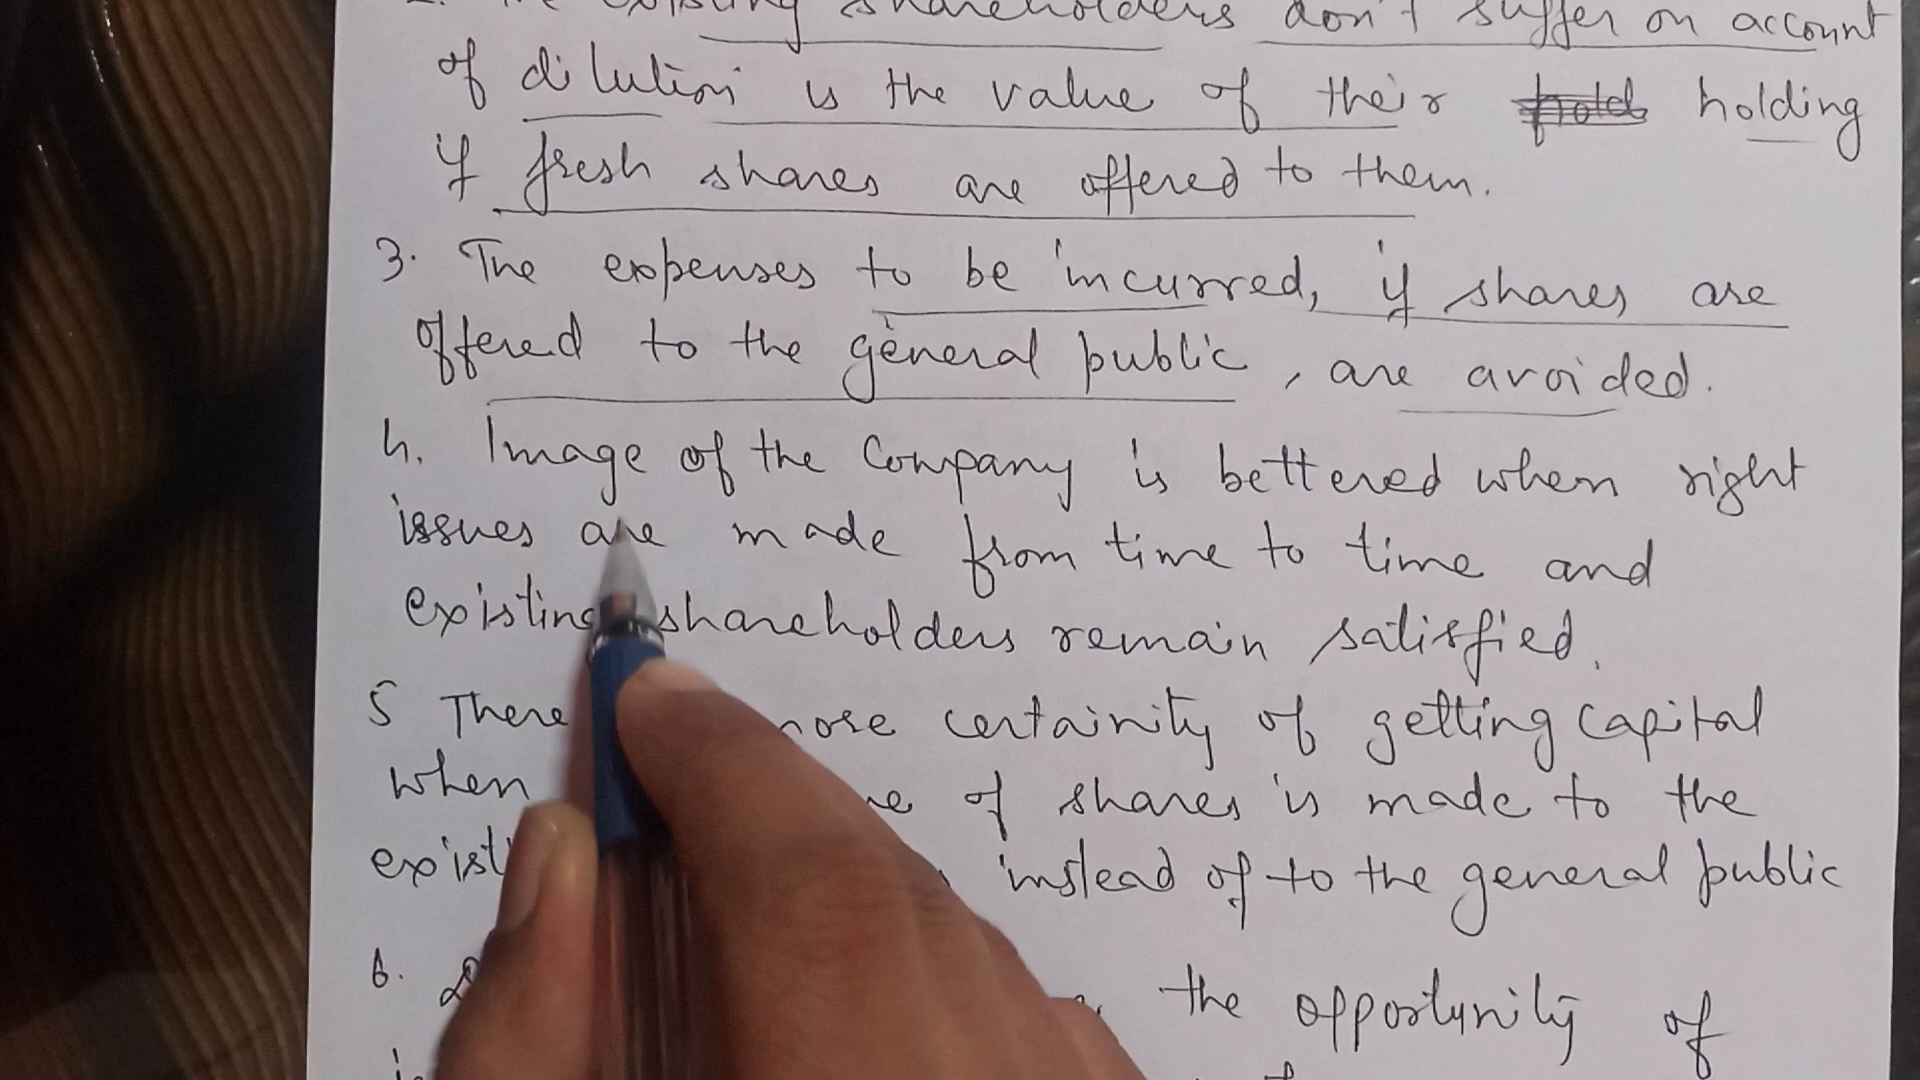 existing shareholders don't suffer on account
of dilution is the value of their holding
if fresh shares are offered to them.
3. The expenses to be incurred, if shares are
offered to the general public, are avoided.
4. Image of the Company is bettered when right
issues are made from time to time and
existing shareholders remain satisfied.
5 There more certainity of getting capital
when of shares is made to the
instead of to the general public
6. the opportunity of